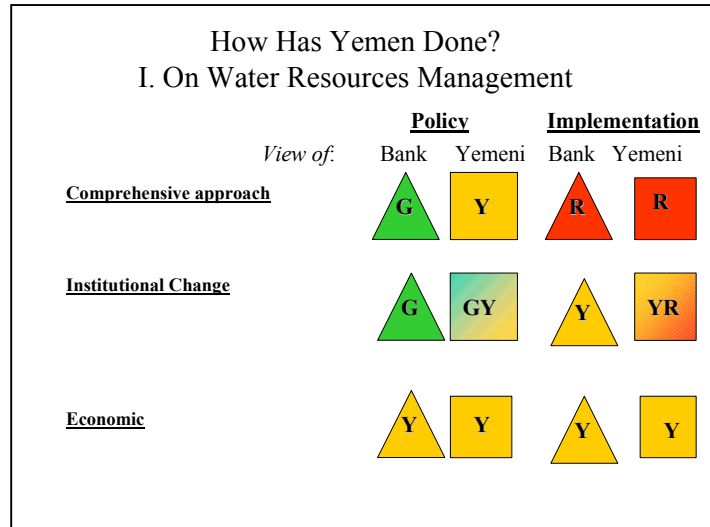 How Has Yemen Done?
I. On Water Resources Management
Policy Implementation
View of: Bank Yemeni Bank Yemeni
Comprehensive approach G Y R R
Institutional Change G GY Y YR
Economic Y Y Y Y